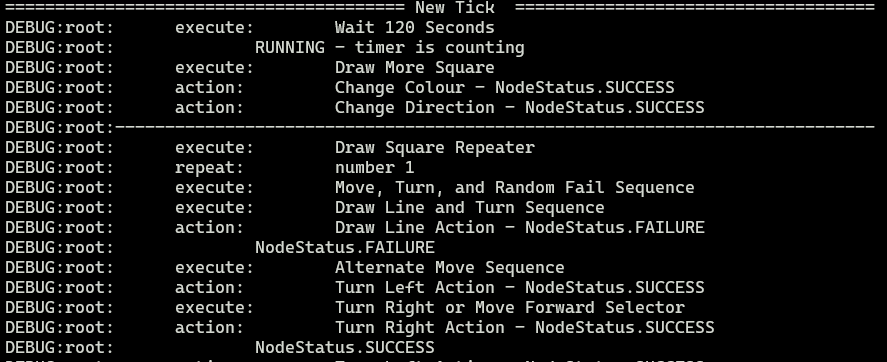 ======================================== New Tick ====================================
DEBUG:root:      execute:        Wait 120 Seconds
DEBUG:root:              RUNNING - timer is counting
DEBUG:root:      execute:        Draw More Square
DEBUG:root:      action:         Change Colour - NodeStatus.SUCCESS
DEBUG:root:      action:         Change Direction - NodeStatus.SUCCESS
DEBUG:root:----------------------------------------------------------------------------
DEBUG:root:      execute:        Draw Square Repeater
DEBUG:root:      repeat:         number 1
DEBUG:root:      execute:        Move, Turn, and Random Fail Sequence
DEBUG:root:      execute:        Draw Line and Turn Sequence
DEBUG:root:      action:         Draw Line Action - NodeStatus.FAILURE
DEBUG:root:              NodeStatus.FAILURE
DEBUG:root:      execute:        Alternate Move Sequence
DEBUG:root:      action:         Turn Left Action - NodeStatus.SUCCESS
DEBUG:root:      execute:        Turn Right or Move Forward Selector
DEBUG:root:      action:         Turn Right Action - NodeStatus.SUCCESS
DEBUG:root:              NodeStatus.SUCCESS